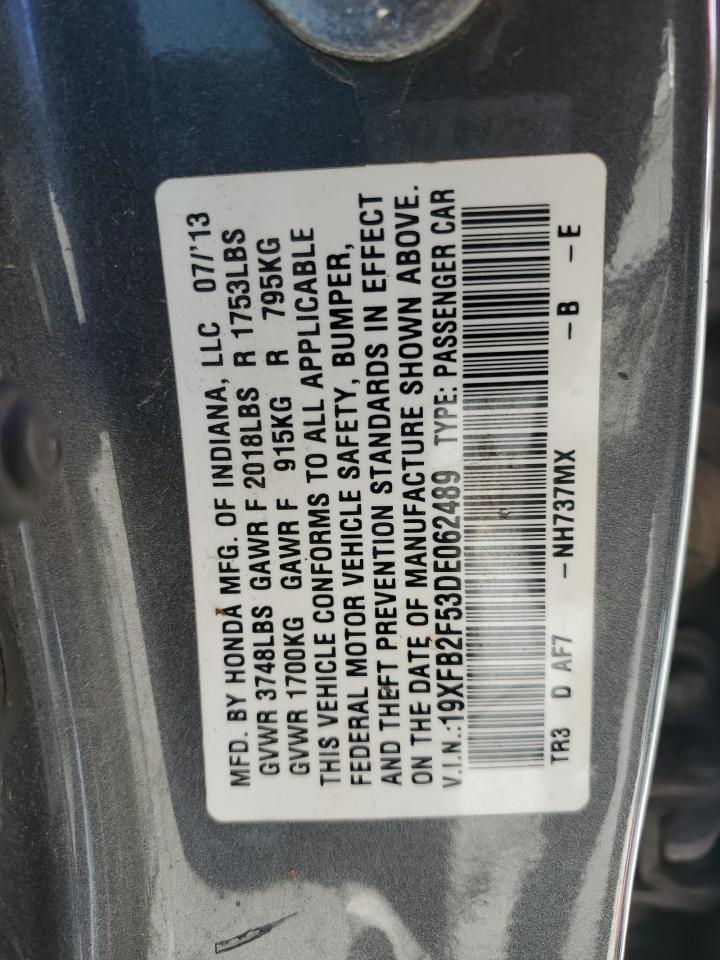 MFD. BY HONDA MFG. OF INDIANA, LLC 07/'13
GVWR 3748LBS GAWR F 2018LBS R 1753LBS
GVWR 1700KG GAWR F 915KG R 795KG
THIS VEHICLE CONFORMS TO ALL APPLICABLE
FEDERAL MOTOR VEHICLE SAFETY, BUMPER,
AND THEFT PREVENTION STANDARDS IN EFFECT
ON THE DATE OF MANUFACTURE SHOWN ABOVE.
V.I.N.:19XFB2F53DE062489 TYPE: PASSENGER CAR
TR3 D AF7 -NH737MX -B -E